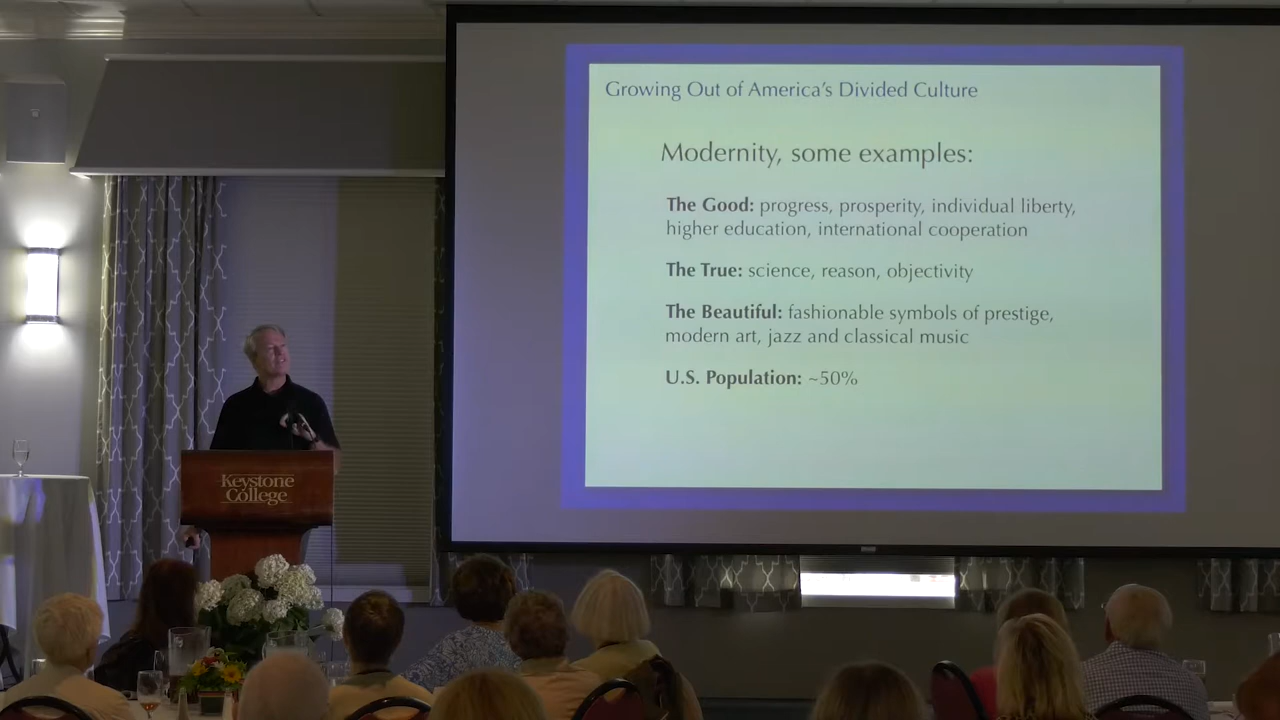 Growing Out of America's Divided Culture
Modernity, some examples:
The Good: progress, prosperity, individual liberty,
higher education, international cooperation
The True: science, reason, objectivity
The Beautiful: fashionable symbols of prestige,
modern art, jazz and classical music
U.S. Population: ~50%
Keystone
College